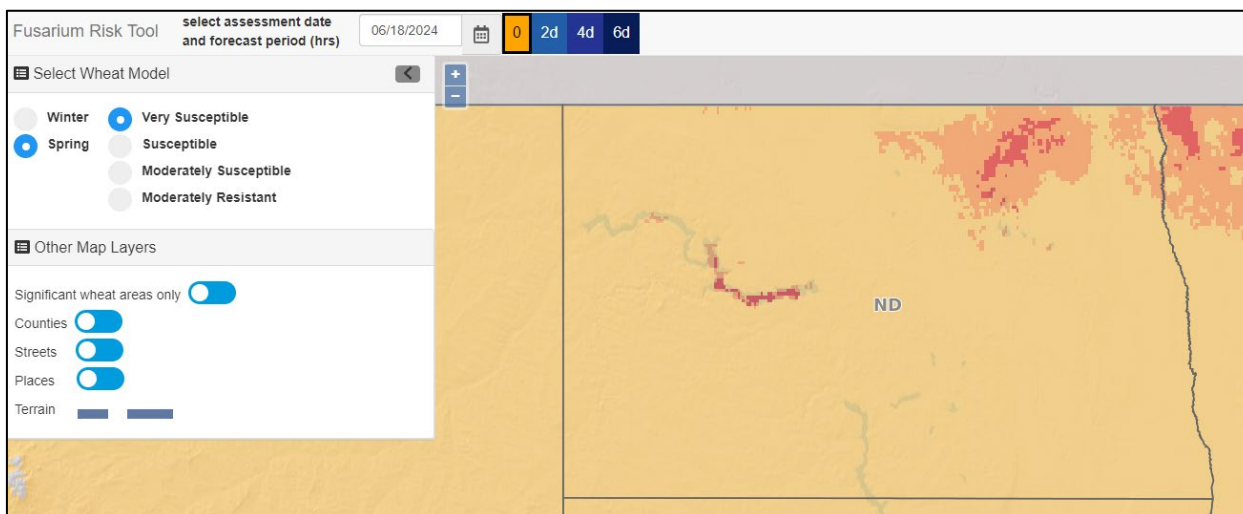 Fusarium Risk Tool
select assessment date
and forecast period (hrs)
06/18/2024
0 2d 4d 6d
Select Wheat Model
Winter
Very Susceptible
Spring
Susceptible
Moderately Susceptible
Moderately Resistant
Other Map Layers
Significant wheat areas only
Counties
Streets
Places
Terrain
+
−
ND